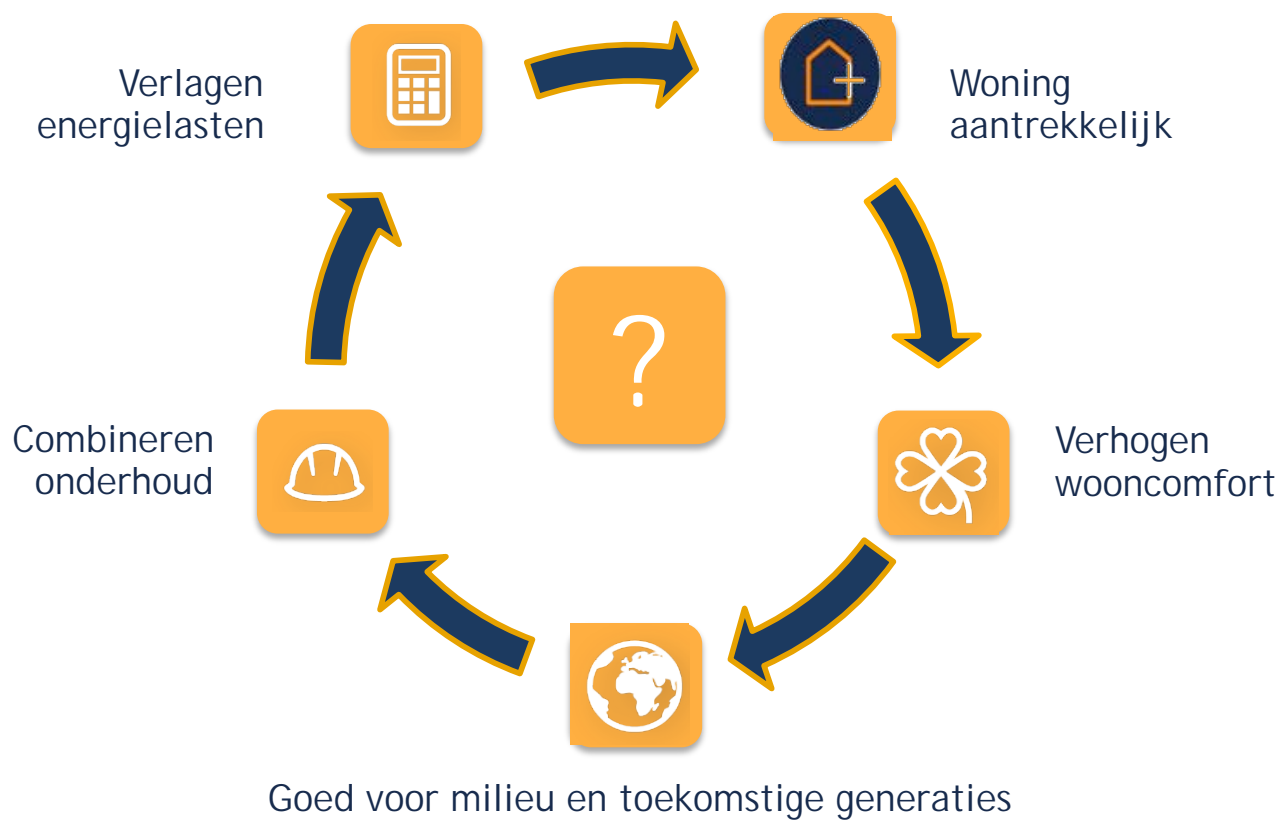 Verlagen
energielasten
Woning
aantrekkelijk
?
Combineren
onderhoud
Verhogen
wooncomfort
Goed voor milieu en toekomstige generaties